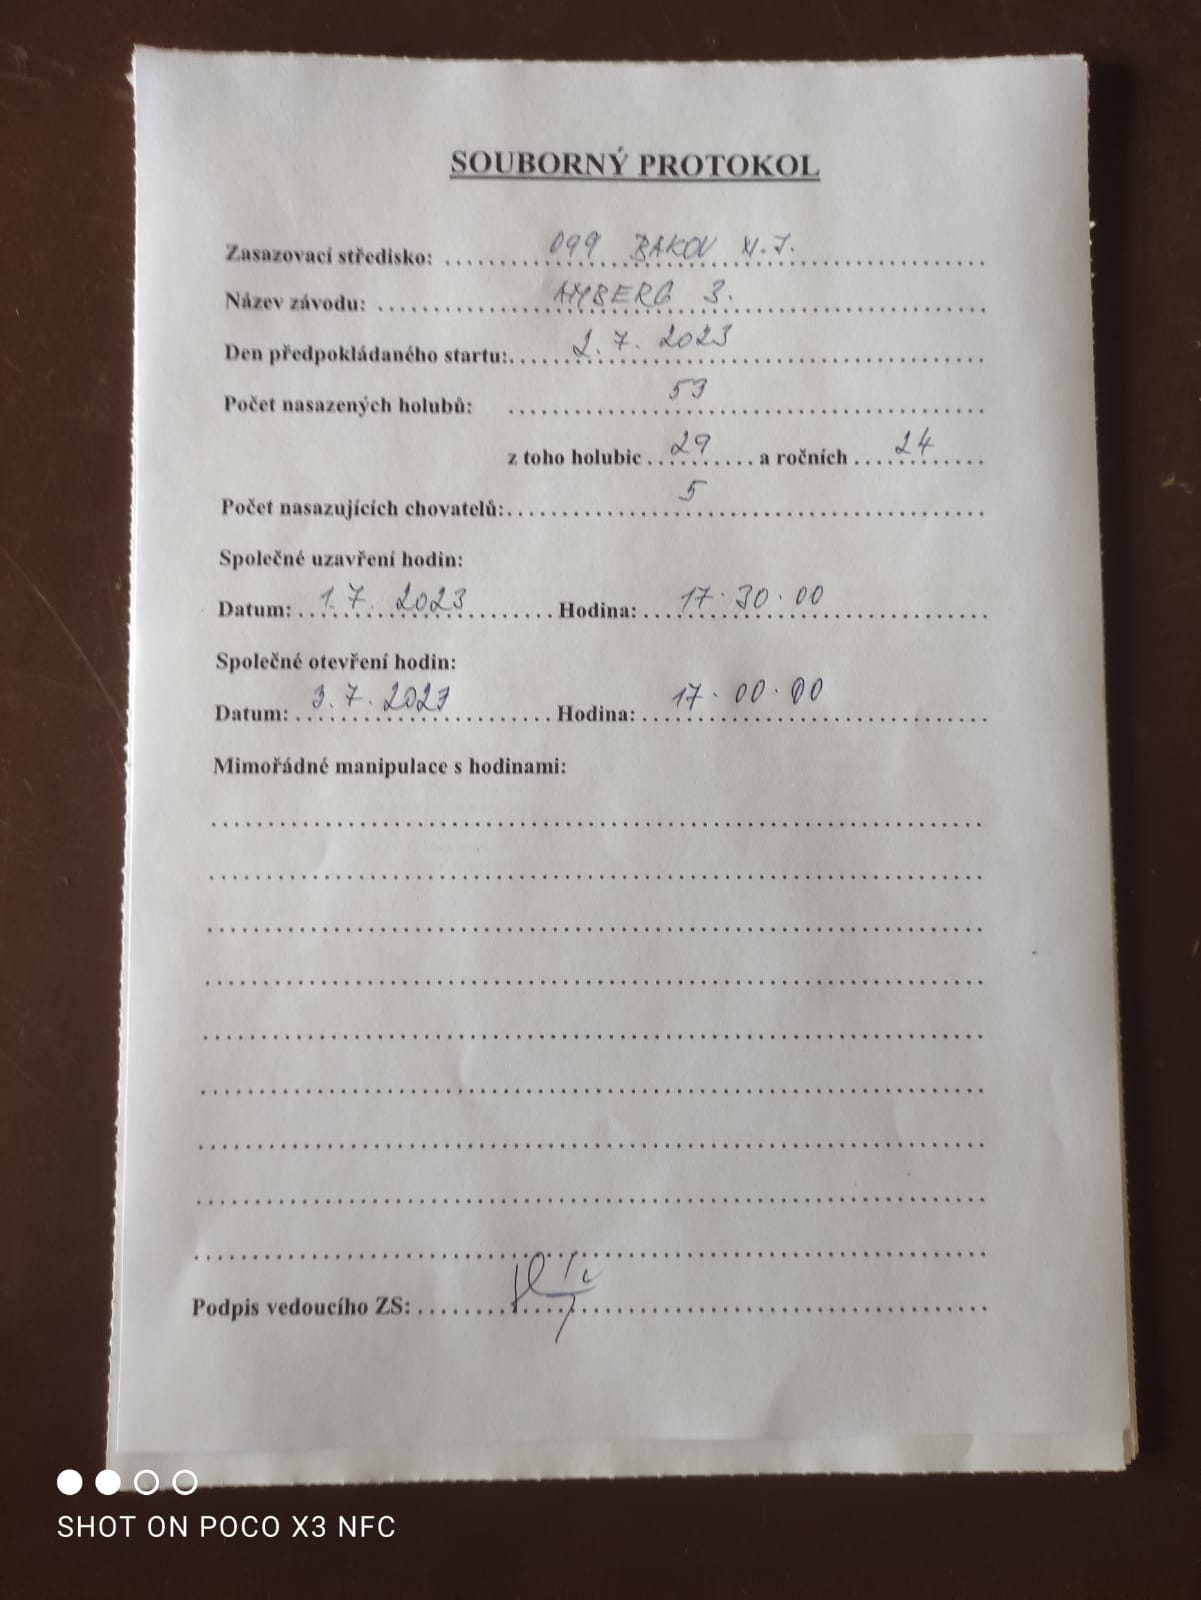 SOUBORNÝ PROTOKOL
Zasazovací středisko: 099 BAKOV N.J.
Název závodu: AMBERG 3.
Den předpokládaného startu: 2. 7. 2023
Počet nasazených holubů: 53
z toho holubic 29 a ročních 24
Počet nasazujících chovatelů: 5
Společné uzavření hodin:
Datum: 1. 7. 2023 Hodina: 17.30.00
Společné otevření hodin:
Datum: 3. 7. 2023 Hodina: 17.00.00
Mimořádné manipulace s hodinami:
Podpis vedoucího ZS:
SHOT ON POCO X3 NFC